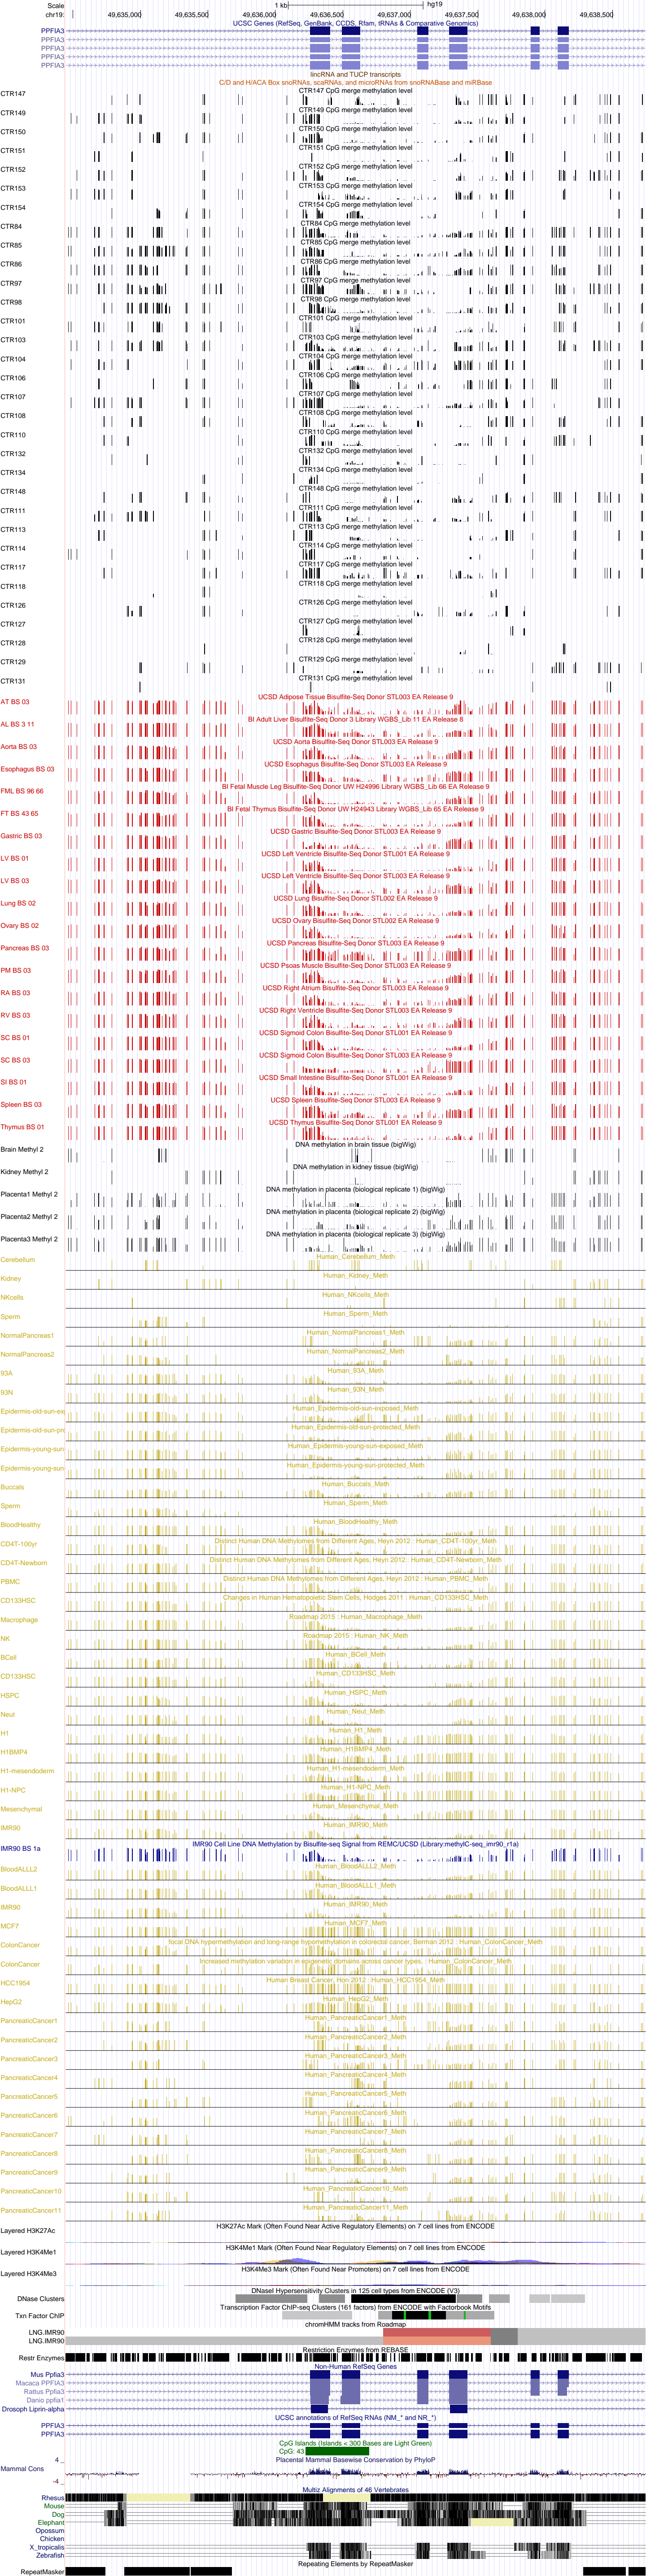 Scale 1 kb hg19
chr19: 49,635,000 49,635,500 49,636,000 49,636,500 49,637,000 49,637,500 49,638,000 49,638,500
UCSC Genes (RefSeq, GenBank, CCDS, Rfam, tRNAs & Comparative Genomics)
PPFIA3
PPFIA3
PPFIA3
PPFIA3
PPFIA3
lincRNA and TUCP transcripts
C/D and H/ACA Box snoRNAs, scaRNAs, and microRNAs from snoRNABase and miRBase
CTR147 CTR147 CpG merge methylation level
CTR149 CTR149 CpG merge methylation level
CTR150 CTR150 CpG merge methylation level
CTR151 CTR151 CpG merge methylation level
CTR152 CTR152 CpG merge methylation level
CTR153 CTR153 CpG merge methylation level
CTR154 CTR154 CpG merge methylation level
CTR84 CTR84 CpG merge methylation level
CTR85 CTR85 CpG merge methylation level
CTR86 CTR86 CpG merge methylation level
CTR97 CTR97 CpG merge methylation level
CTR98 CTR98 CpG merge methylation level
CTR101 CTR101 CpG merge methylation level
CTR103 CTR103 CpG merge methylation level
CTR104 CTR104 CpG merge methylation level
CTR106 CTR106 CpG merge methylation level
CTR107 CTR107 CpG merge methylation level
CTR108 CTR108 CpG merge methylation level
CTR110 CTR110 CpG merge methylation level
CTR132 CTR132 CpG merge methylation level
CTR134 CTR134 CpG merge methylation level
CTR148 CTR148 CpG merge methylation level
CTR111 CTR111 CpG merge methylation level
CTR113 CTR113 CpG merge methylation level
CTR114 CTR114 CpG merge methylation level
CTR117 CTR117 CpG merge methylation level
CTR118 CTR118 CpG merge methylation level
CTR126 CTR126 CpG merge methylation level
CTR127 CTR127 CpG merge methylation level
CTR128 CTR128 CpG merge methylation level
CTR129 CTR129 CpG merge methylation level
CTR131 CTR131 CpG merge methylation level
AT BS 03 UCSD Adipose Tissue Bisulfite-Seq Donor STL003 EA Release 9
AL BS 3 11 BI Adult Liver Bisulfite-Seq Donor 3 Library WGBS_Lib 11 EA Release 8
Aorta BS 03 UCSD Aorta Bisulfite-Seq Donor STL003 EA Release 9
Esophagus BS 03 UCSD Esophagus Bisulfite-Seq Donor STL003 EA Release 9
FML BS 96 66 BI Fetal Muscle Leg Bisulfite-Seq Donor UW H24996 Library WGBS_Lib 66 EA Release 9
FT BS 43 65 BI Fetal Thymus Bisulfite-Seq Donor UW H24943 Library WGBS_Lib 65 EA Release 9
Gastric BS 03 UCSD Gastric Bisulfite-Seq Donor STL003 EA Release 9
LV BS 01 UCSD Left Ventricle Bisulfite-Seq Donor STL001 EA Release 9
LV BS 03 UCSD Left Ventricle Bisulfite-Seq Donor STL003 EA Release 9
Lung BS 02 UCSD Lung Bisulfite-Seq Donor STL002 EA Release 9
Ovary BS 02 UCSD Ovary Bisulfite-Seq Donor STL002 EA Release 9
Pancreas BS 03 UCSD Pancreas Bisulfite-Seq Donor STL003 EA Release 9
PM BS 03 UCSD Psoas Muscle Bisulfite-Seq Donor STL003 EA Release 9
RA BS 03 UCSD Right Atrium Bisulfite-Seq Donor STL003 EA Release 9
RV BS 03 UCSD Right Ventricle Bisulfite-Seq Donor STL003 EA Release 9
SC BS 01 UCSD Sigmoid Colon Bisulfite-Seq Donor STL001 EA Release 9
SC BS 03 UCSD Sigmoid Colon Bisulfite-Seq Donor STL003 EA Release 9
SI BS 01 UCSD Small Intestine Bisulfite-Seq Donor STL001 EA Release 9
Spleen BS 03 UCSD Spleen Bisulfite-Seq Donor STL003 EA Release 9
Thymus BS 01 UCSD Thymus Bisulfite-Seq Donor STL001 EA Release 9
Brain Methyl 2 DNA methylation in brain tissue (bigWig)
Kidney Methyl 2 DNA methylation in kidney tissue (bigWig)
Placenta1 Methyl 2 DNA methylation in placenta (biological replicate 1) (bigWig)
Placenta2 Methyl 2 DNA methylation in placenta (biological replicate 2) (bigWig)
Placenta3 Methyl 2 DNA methylation in placenta (biological replicate 3) (bigWig)
Cerebellum Human_Cerebellum_Meth
Kidney Human_Kidney_Meth
NKcells Human_NKcells_Meth
Sperm Human_Sperm_Meth
NormalPancreas1 Human_NormalPancreas1_Meth
NormalPancreas2 Human_NormalPancreas2_Meth
93A Human_93A_Meth
93N Human_93N_Meth
Epidermis-old-sun-ex Human_Epidermis-old-sun-exposed_Meth
Epidermis-old-sun-pr Human_Epidermis-old-sun-protected_Meth
Epidermis-young-sun Human_Epidermis-young-sun-exposed_Meth
Epidermis-young-sun Human_Epidermis-young-sun-protected_Meth
Buccals Human_Buccals_Meth
Sperm Human_Sperm_Meth
BloodHealthy Human_BloodHealthy_Meth
CD4T-100yr Distinct Human DNA Methylomes from Different Ages, Heyn 2012 : Human_CD4T-100yr_Meth
CD4T-Newborn Distinct Human DNA Methylomes from Different Ages, Heyn 2012 : Human_CD4T-Newborn_Meth
PBMC Distinct Human DNA Methylomes from Different Ages, Heyn 2012 : Human_PBMC_Meth
CD133HSC Changes in Human Hematopoietic Stem Cells, Hodges 2011 : Human_CD133HSC_Meth
Macrophage Roadmap 2015 : Human_Macrophage_Meth
NK Roadmap 2015 : Human_NK_Meth
BCell Human_BCell_Meth
CD133HSC Human_CD133HSC_Meth
HSPC Human_HSPC_Meth
Neut Human_Neut_Meth
H1 Human_H1_Meth
H1BMP4 Human_H1BMP4_Meth
H1-mesendoderm Human_H1-mesendoderm_Meth
H1-NPC Human_H1-NPC_Meth
Mesenchymal Human_Mesenchymal_Meth
IMR90 Human_IMR90_Meth
IMR90 BS 1a IMR90 Cell Line DNA Methylation by Bisulfite-seq Signal from REMC/UCSD (Library:methylC-seq_imr90_r1a)
BloodALLL2 Human_BloodALLL2_Meth
BloodALLL1 Human_BloodALLL1_Meth
IMR90 Human_IMR90_Meth
MCF7 Human_MCF7_Meth
ColonCancer focal DNA hypermethylation and long-range hypomethylation in colorectal cancer, Berman 2012 : Human_ColonCancer_Meth
ColonCancer Increased methylation variation in epigenetic domains across cancer types, : Human_ColonCancer_Meth
HCC1954 Human Breast Cancer, Hon 2012 : Human_HCC1954_Meth
HepG2 Human_HepG2_Meth
PancreaticCancer1 Human_PancreaticCancer1_Meth
PancreaticCancer2 Human_PancreaticCancer2_Meth
PancreaticCancer3 Human_PancreaticCancer3_Meth
PancreaticCancer4 Human_PancreaticCancer4_Meth
PancreaticCancer5 Human_PancreaticCancer5_Meth
PancreaticCancer6 Human_PancreaticCancer6_Meth
PancreaticCancer7 Human_PancreaticCancer7_Meth
PancreaticCancer8 Human_PancreaticCancer8_Meth
PancreaticCancer9 Human_PancreaticCancer9_Meth
PancreaticCancer10 Human_PancreaticCancer10_Meth
PancreaticCancer11 Human_PancreaticCancer11_Meth
Layered H3K27Ac H3K27Ac Mark (Often Found Near Active Regulatory Elements) on 7 cell lines from ENCODE
Layered H3K4Me1 H3K4Me1 Mark (Often Found Near Regulatory Elements) on 7 cell lines from ENCODE
Layered H3K4Me3 H3K4Me3 Mark (Often Found Near Promoters) on 7 cell lines from ENCODE
DNaseI Hypersensitivity Clusters in 125 cell types from ENCODE (V3)
DNase Clusters
Transcription Factor ChIP-seq Clusters (161 factors) from ENCODE with Factorbook Motifs
Txn Factor ChIP
chromHMM tracks from Roadmap
LNG.IMR90
LNG.IMR90
Restriction Enzymes from REBASE
Restr Enzymes
Non-Human RefSeq Genes
Mus Ppfia3
Macaca PPFIA3
Rattus Ppfia3
Danio ppfia1
Drosoph Liprin-alpha
UCSC annotations of RefSeq RNAs (NM_* and NR_*)
PPFIA3
PPFIA3
CpG Islands (Islands < 300 Bases are Light Green)
CpG: 43
Placental Mammal Basewise Conservation by PhyloP
4 _
Mammal Cons
-4 _
Multiz Alignments of 46 Vertebrates
Rhesus
Mouse
Dog
Elephant
Opossum
Chicken
X_tropicalis
Zebrafish
Repeating Elements by RepeatMasker
RepeatMasker